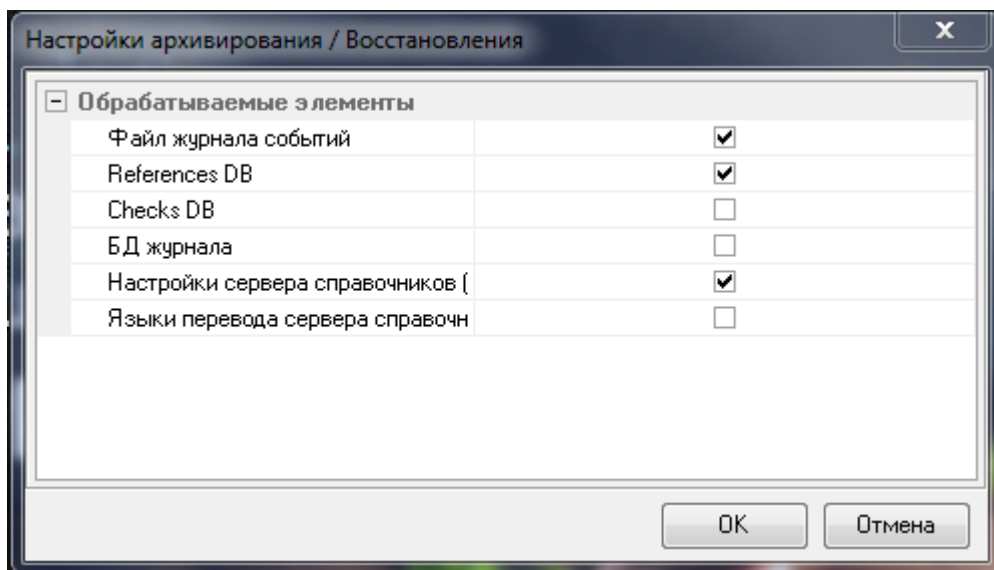 Настройки архивирования / Восстановления
Обрабатываемые элементы
Файл журнала событий
References DB
Checks DB
БД журнала
Настройки сервера справочников (
Языки перевода сервера справочн
OK
Отмена